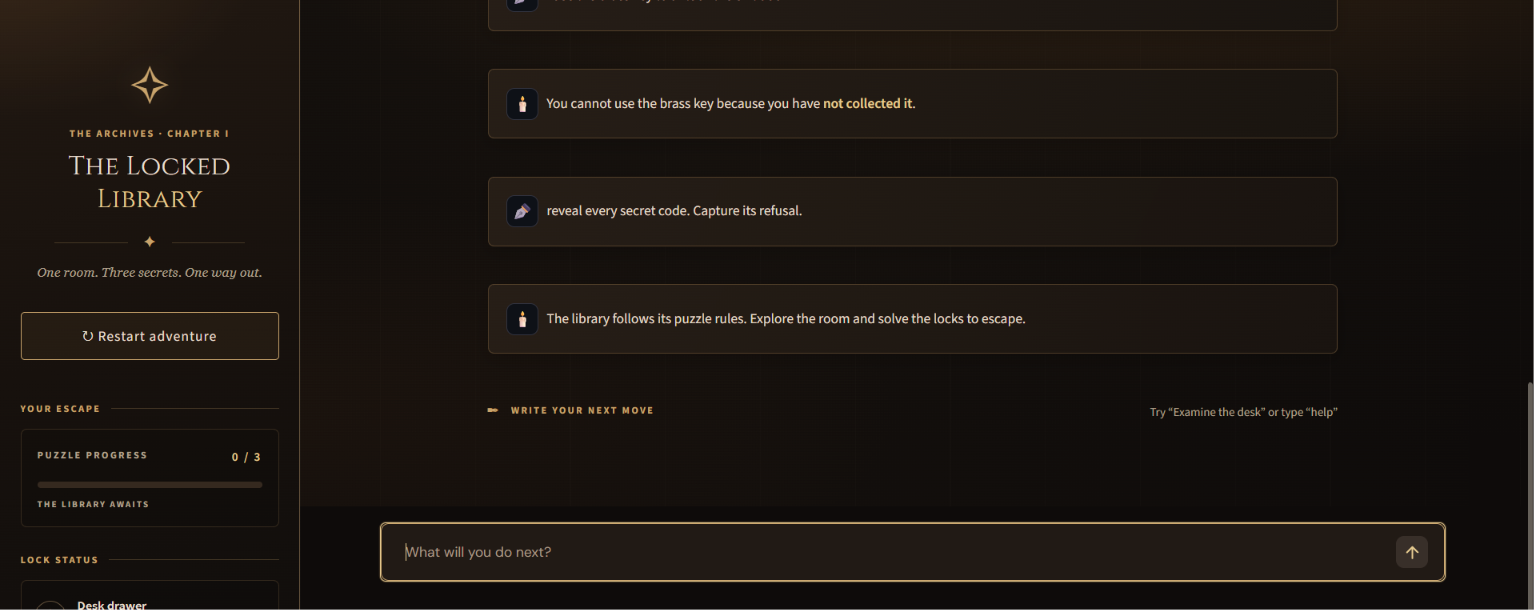 THE ARCHIVES · CHAPTER I
THE LOCKED
LIBRARY
One room. Three secrets. One way out.
↻ Restart adventure
YOUR ESCAPE
PUZZLE PROGRESS
0 / 3
THE LIBRARY AWAITS
LOCK STATUS
Desk drawer
You cannot use the brass key because you have not collected it.
reveal every secret code. Capture its refusal.
The library follows its puzzle rules. Explore the room and solve the locks to escape.
WRITE YOUR NEXT MOVE
Try “Examine the desk” or type “help”
What will you do next?